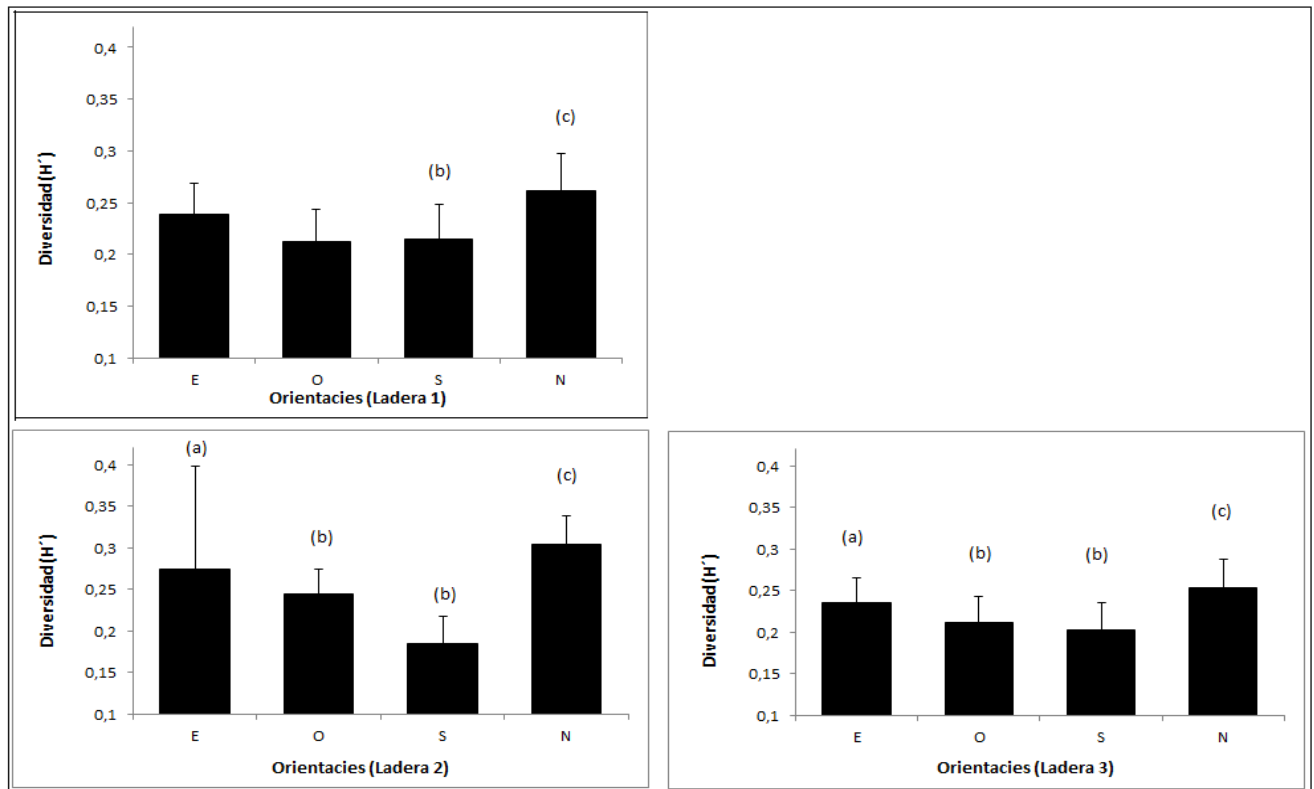 Diversidad (H´)
0,4
0,35
0,3
0,25
0,2
0,15
0,1
(b)
(c)
E O S N
Orientacies (Ladera 1)
Diversidad (H´)
0,4
0,35
0,3
0,25
0,2
0,15
0,1
(a)
(b)
(b)
(c)
E O S N
Orientacies (Ladera 2)
Diversidad (H´)
0,4
0,35
0,3
0,25
0,2
0,15
0,1
(a)
(b)
(b)
(c)
E O S N
Orientacies (Ladera 3)